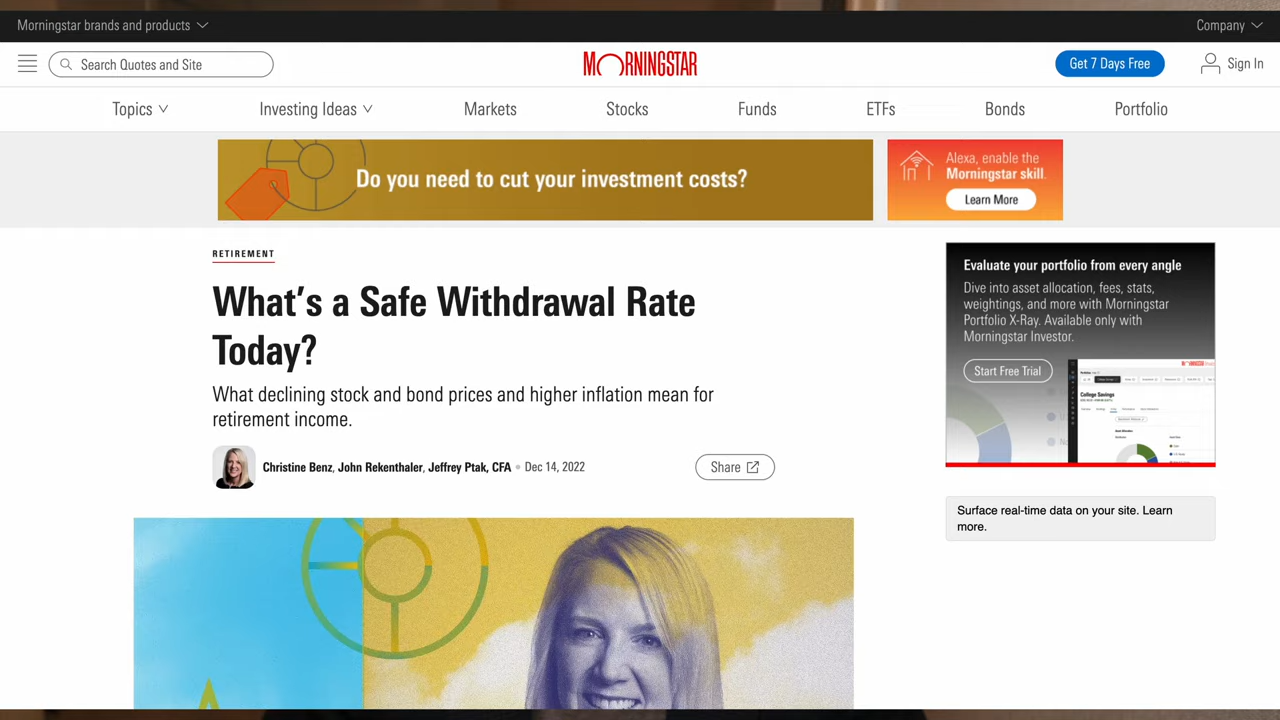 Morningstar brands and products
Company
Search Quotes and Site
MORNINGSTAR
Get 7 Days Free
Sign In
Topics
Investing Ideas
Markets
Stocks
Funds
ETFs
Bonds
Portfolio
Do you need to cut your investment costs?
Alexa, enable the
Morningstar skill.
Learn More
RETIREMENT
What's a Safe Withdrawal Rate
Today?
What declining stock and bond prices and higher inflation mean for
retirement income.
Christine Benz, John Rekenthaler, Jeffrey Ptak, CFA • Dec 14, 2022
Share
Evaluate your portfolio from every angle
Dive into asset allocation, fees, stats,
weightings, and more with Morningstar
Portfolio X-Ray. Available only with
Morningstar Investor.
Start Free Trial
College Savings
Surface real-time data on your site. Learn
more.